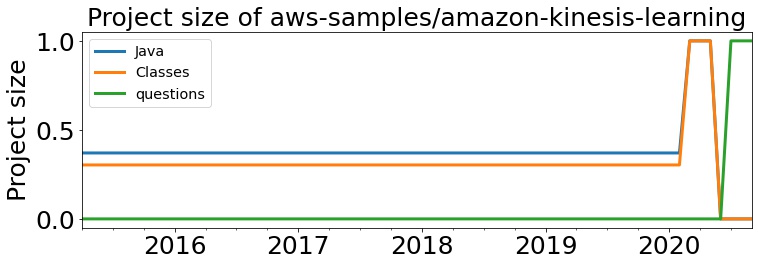 Project size of aws-samples/amazon-kinesis-learning
Project size
1.0
0.5
0.0
Java
Classes
questions
2016
2017
2018
2019
2020